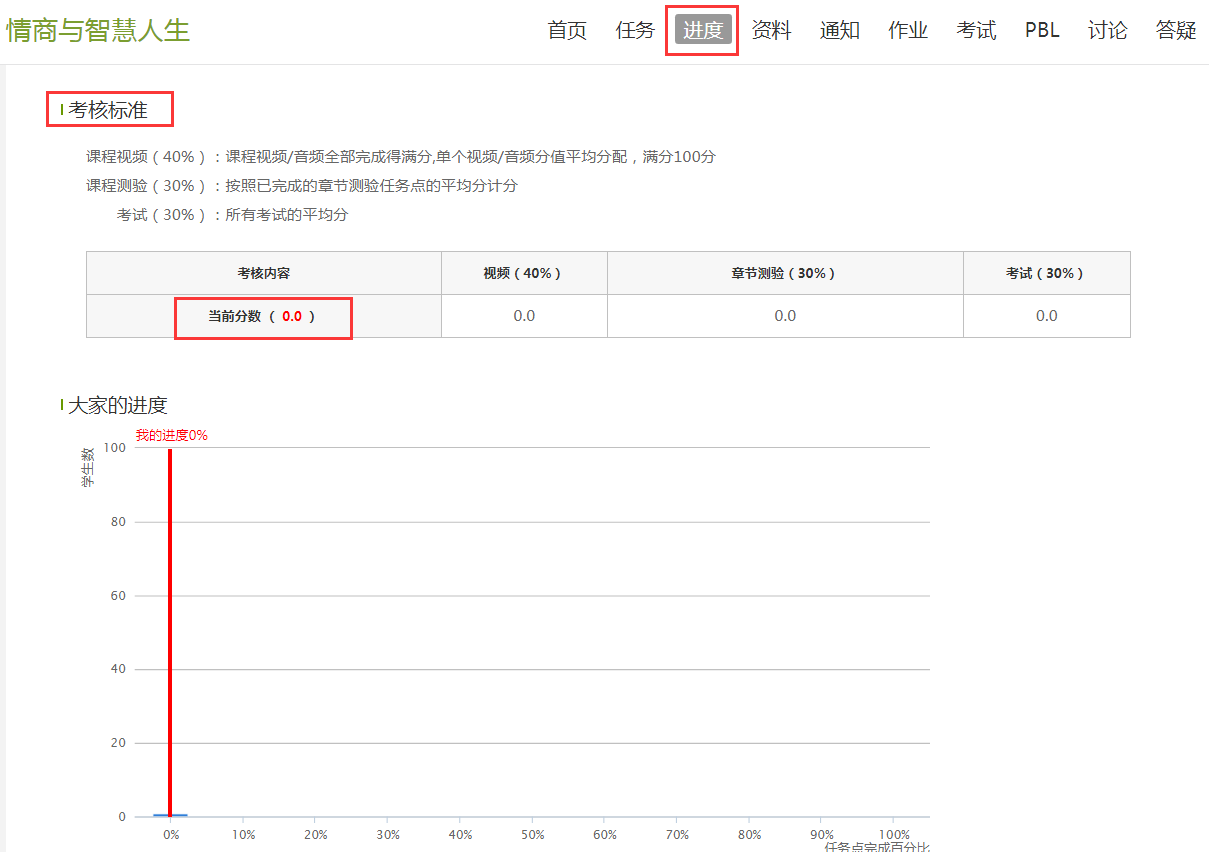 情商与智慧人生
首页 任务 进度 资料 通知 作业 考试 PBL 讨论 答疑
考核标准
课程视频（40%）：课程视频/音频全部完成得满分,单个视频/音频分值平均分配，满分100分
课程测验（30%）：按照已完成的章节测验任务点的平均分计分
考试（30%）：所有考试的平均分
考核内容 视频（40%） 章节测验（30%） 考试（30%）
当前分数 （ 0.0 ） 0.0 0.0 0.0
大家的进度
我的进度0%
学生数
100
80
60
40
20
0
0% 10% 20% 30% 40% 50% 60% 70% 80% 90% 100%
任务点完成百分比